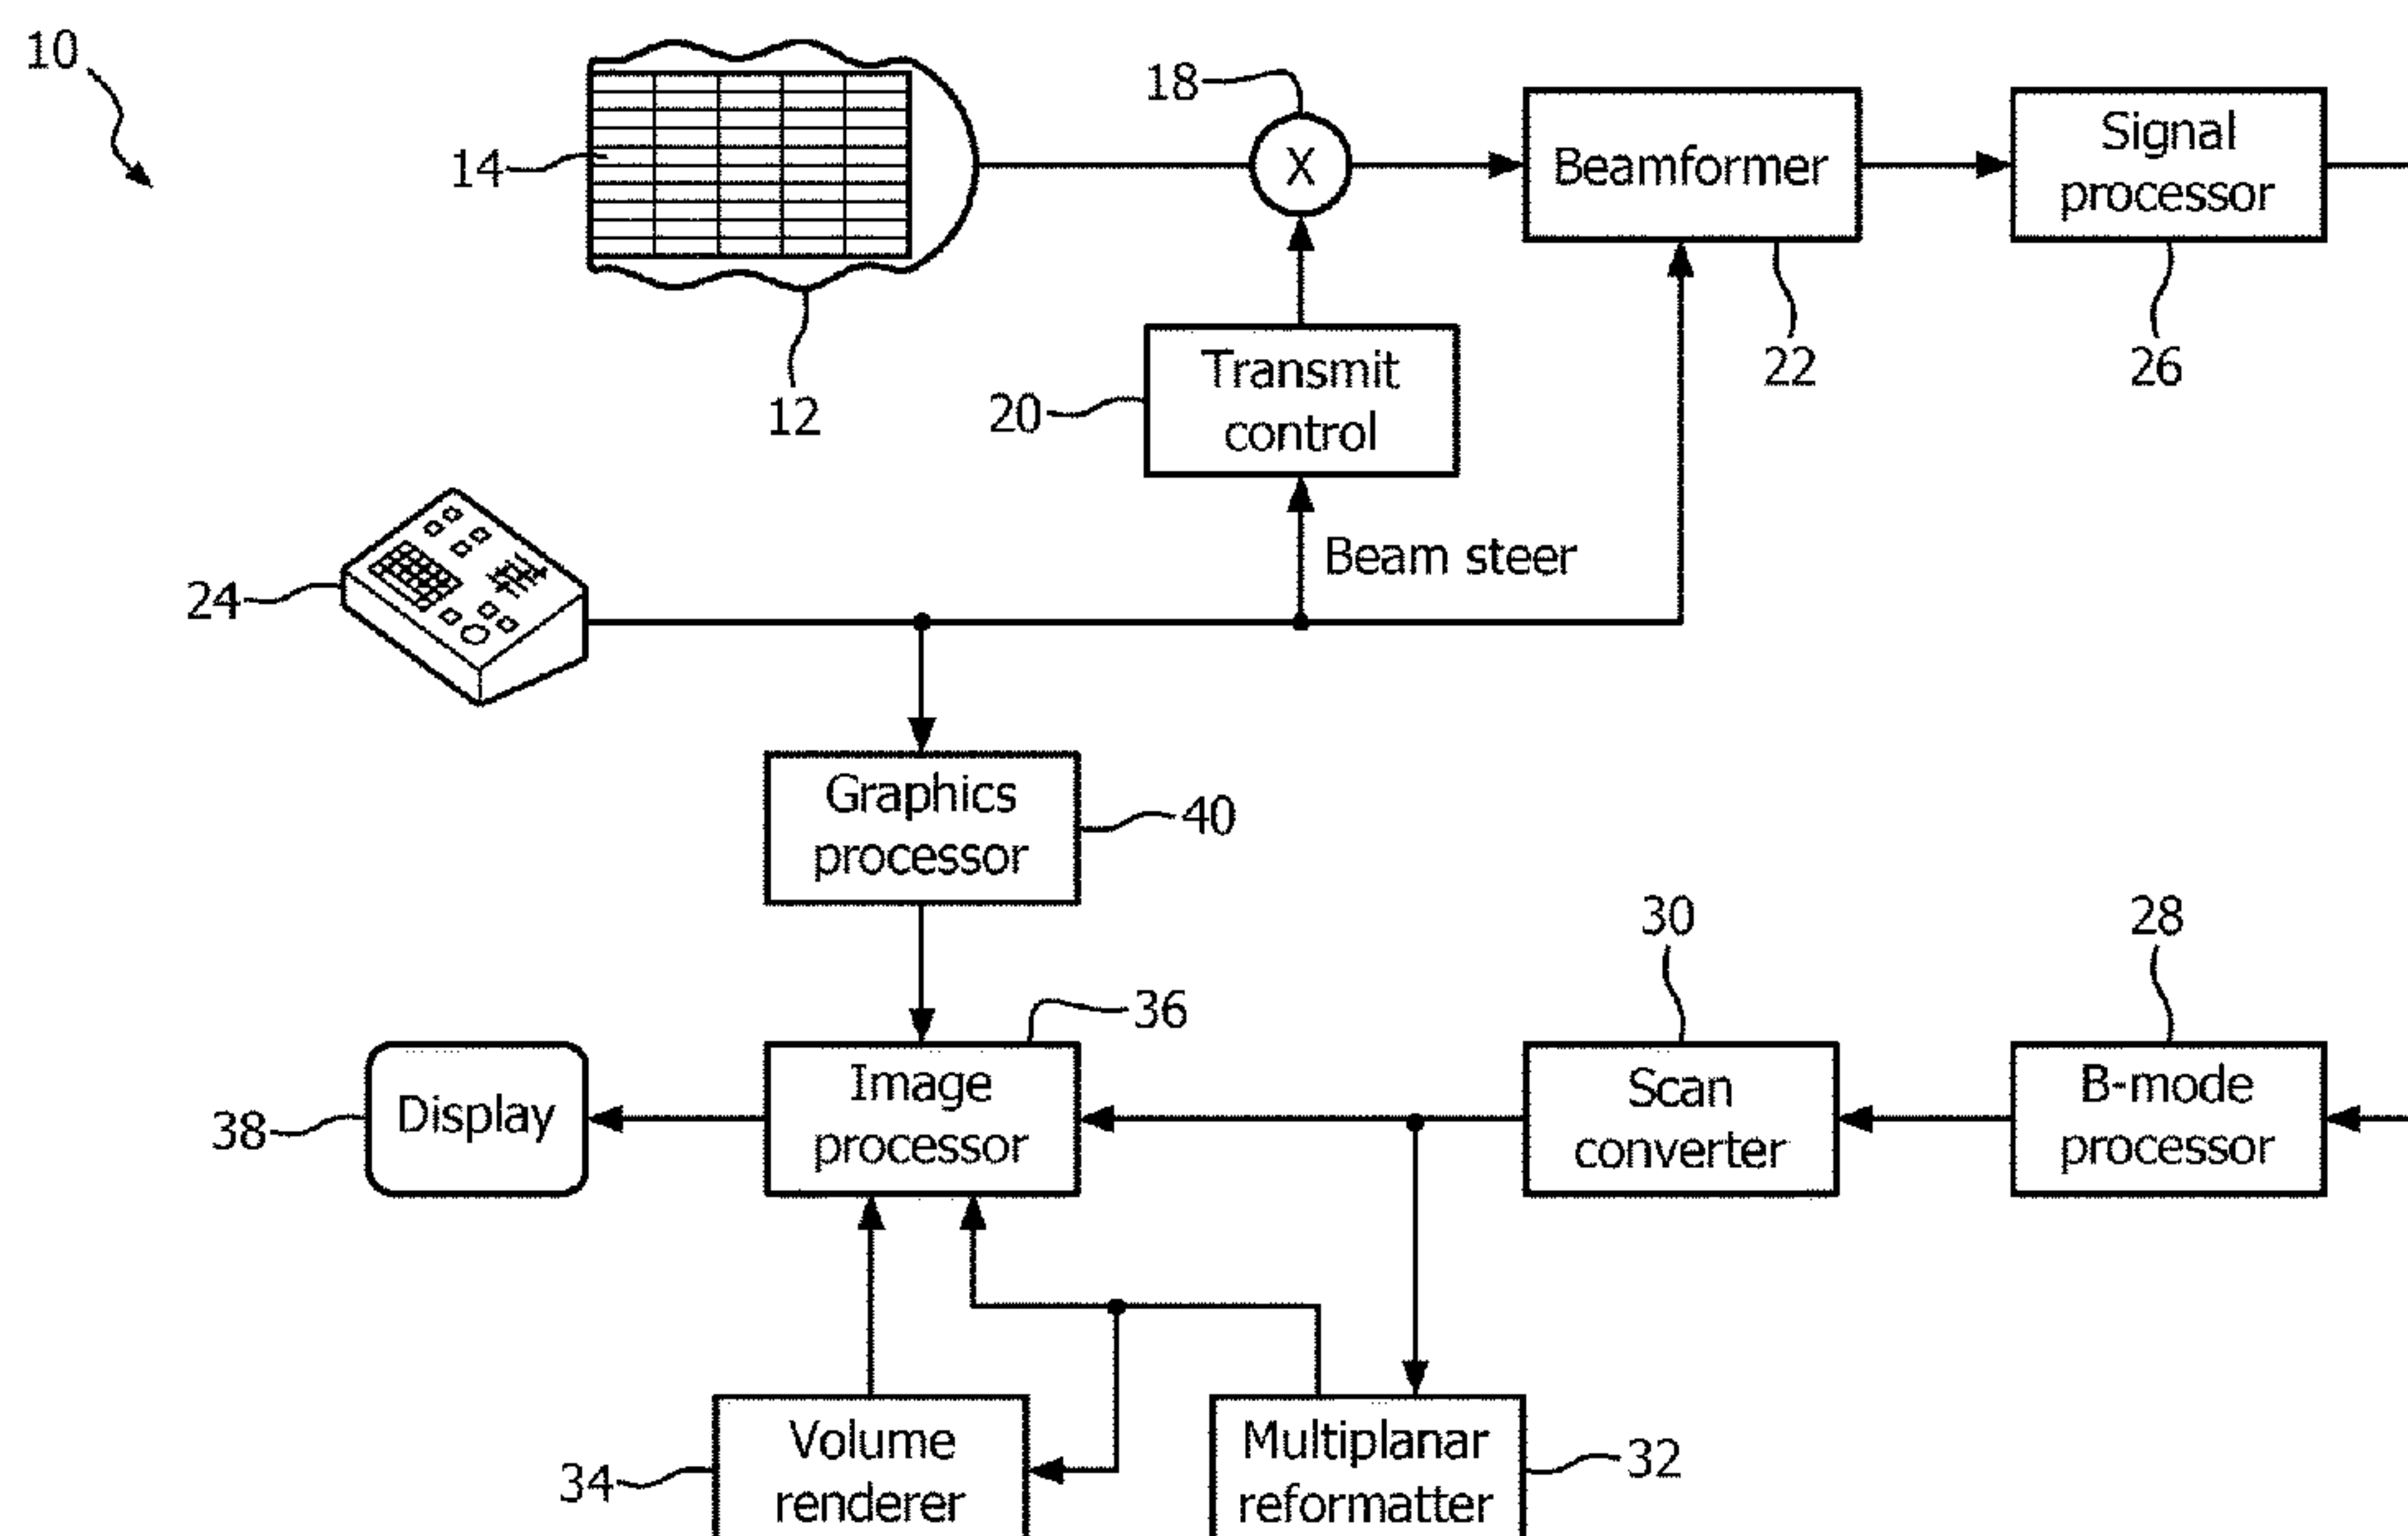 10
18
X
Beamformer
Signal
processor
14
12
20
Transmit
control
22
26
24
Beam steer
Graphics
processor
40
30
28
36
38
Display
Image
processor
Scan
converter
B-mode
processor
34
Volume
renderer
Multiplanar
reformatter
32